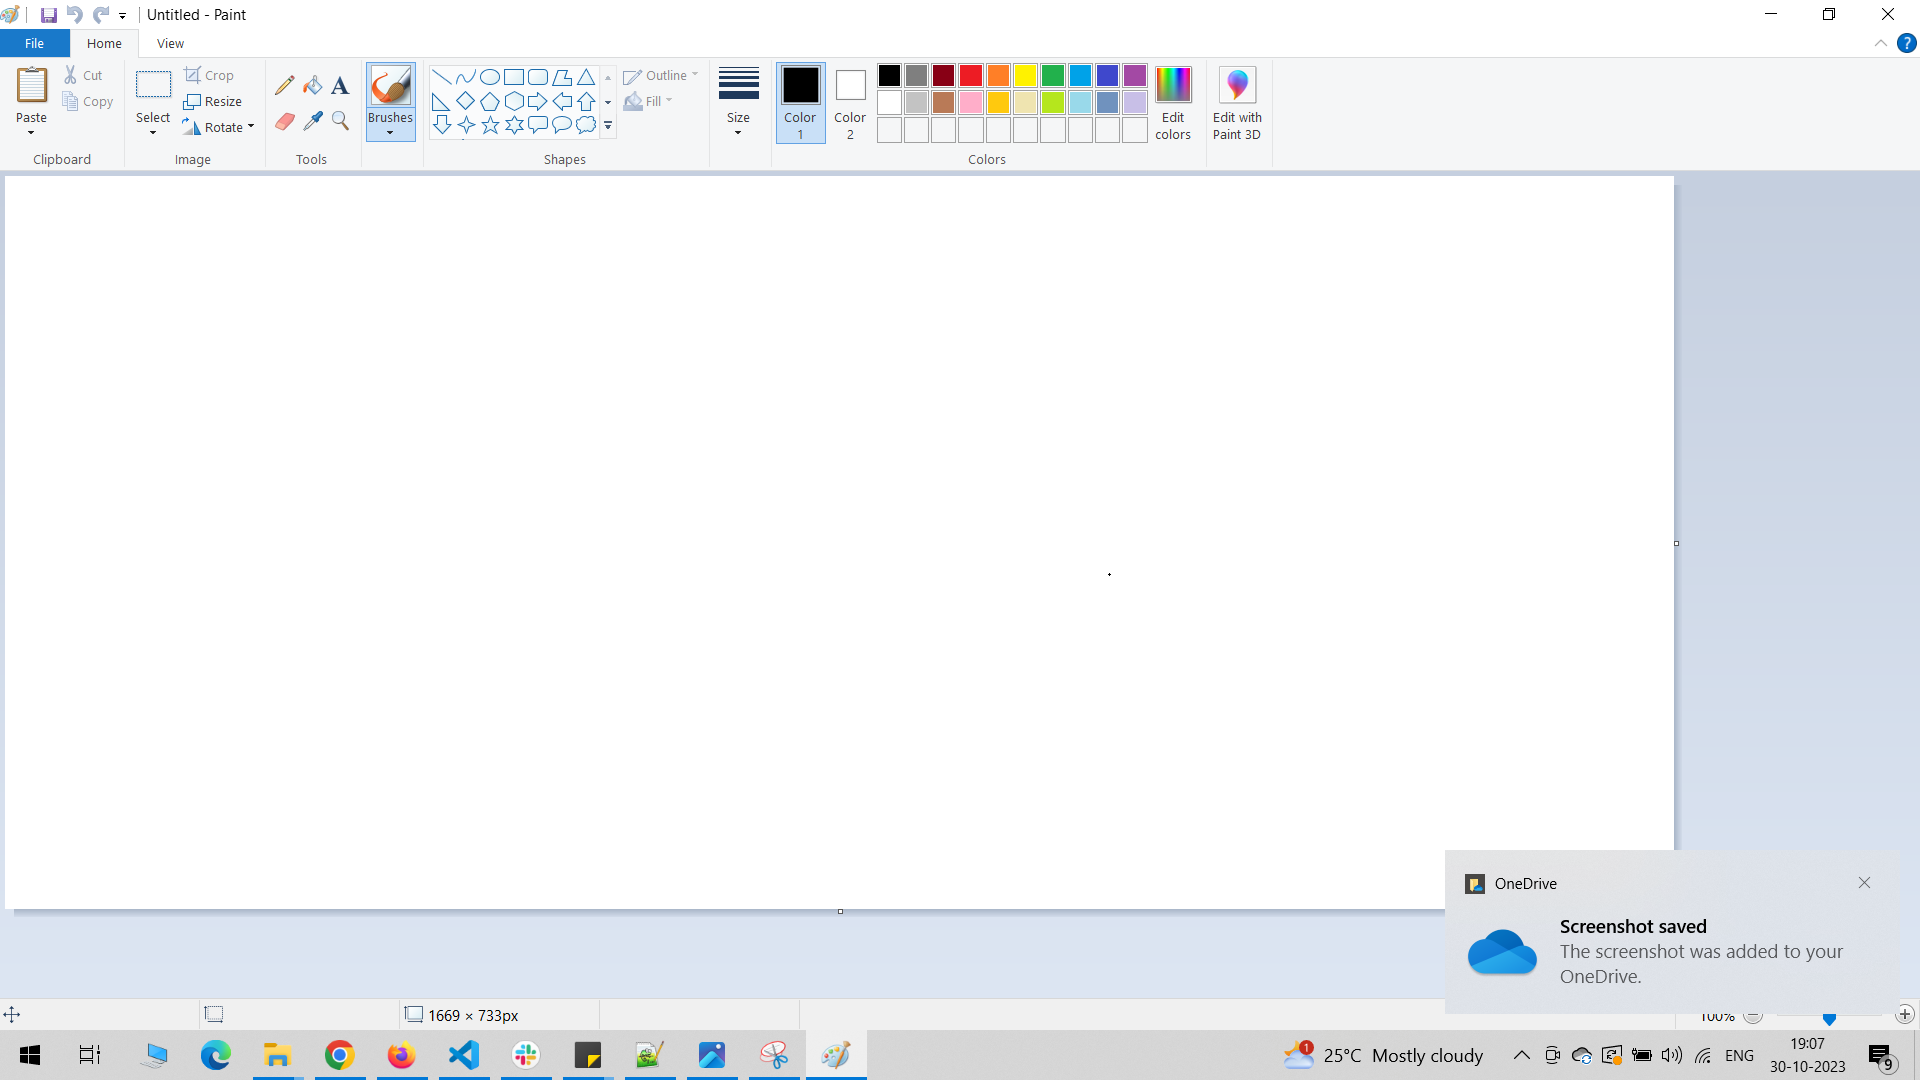 Untitled - Paint
File Home View
Paste
Cut
Copy
Clipboard
Select
Crop
Resize
Rotate
Image
A
Tools
Brushes
Shapes
Outline
Fill
Size
Color 1
Color 2
Colors
Edit colors
Edit with Paint 3D
OneDrive
Screenshot saved
The screenshot was added to your
OneDrive.
1669 × 733px
100%
1
25°C Mostly cloudy
ENG
19:07
30-10-2023
9